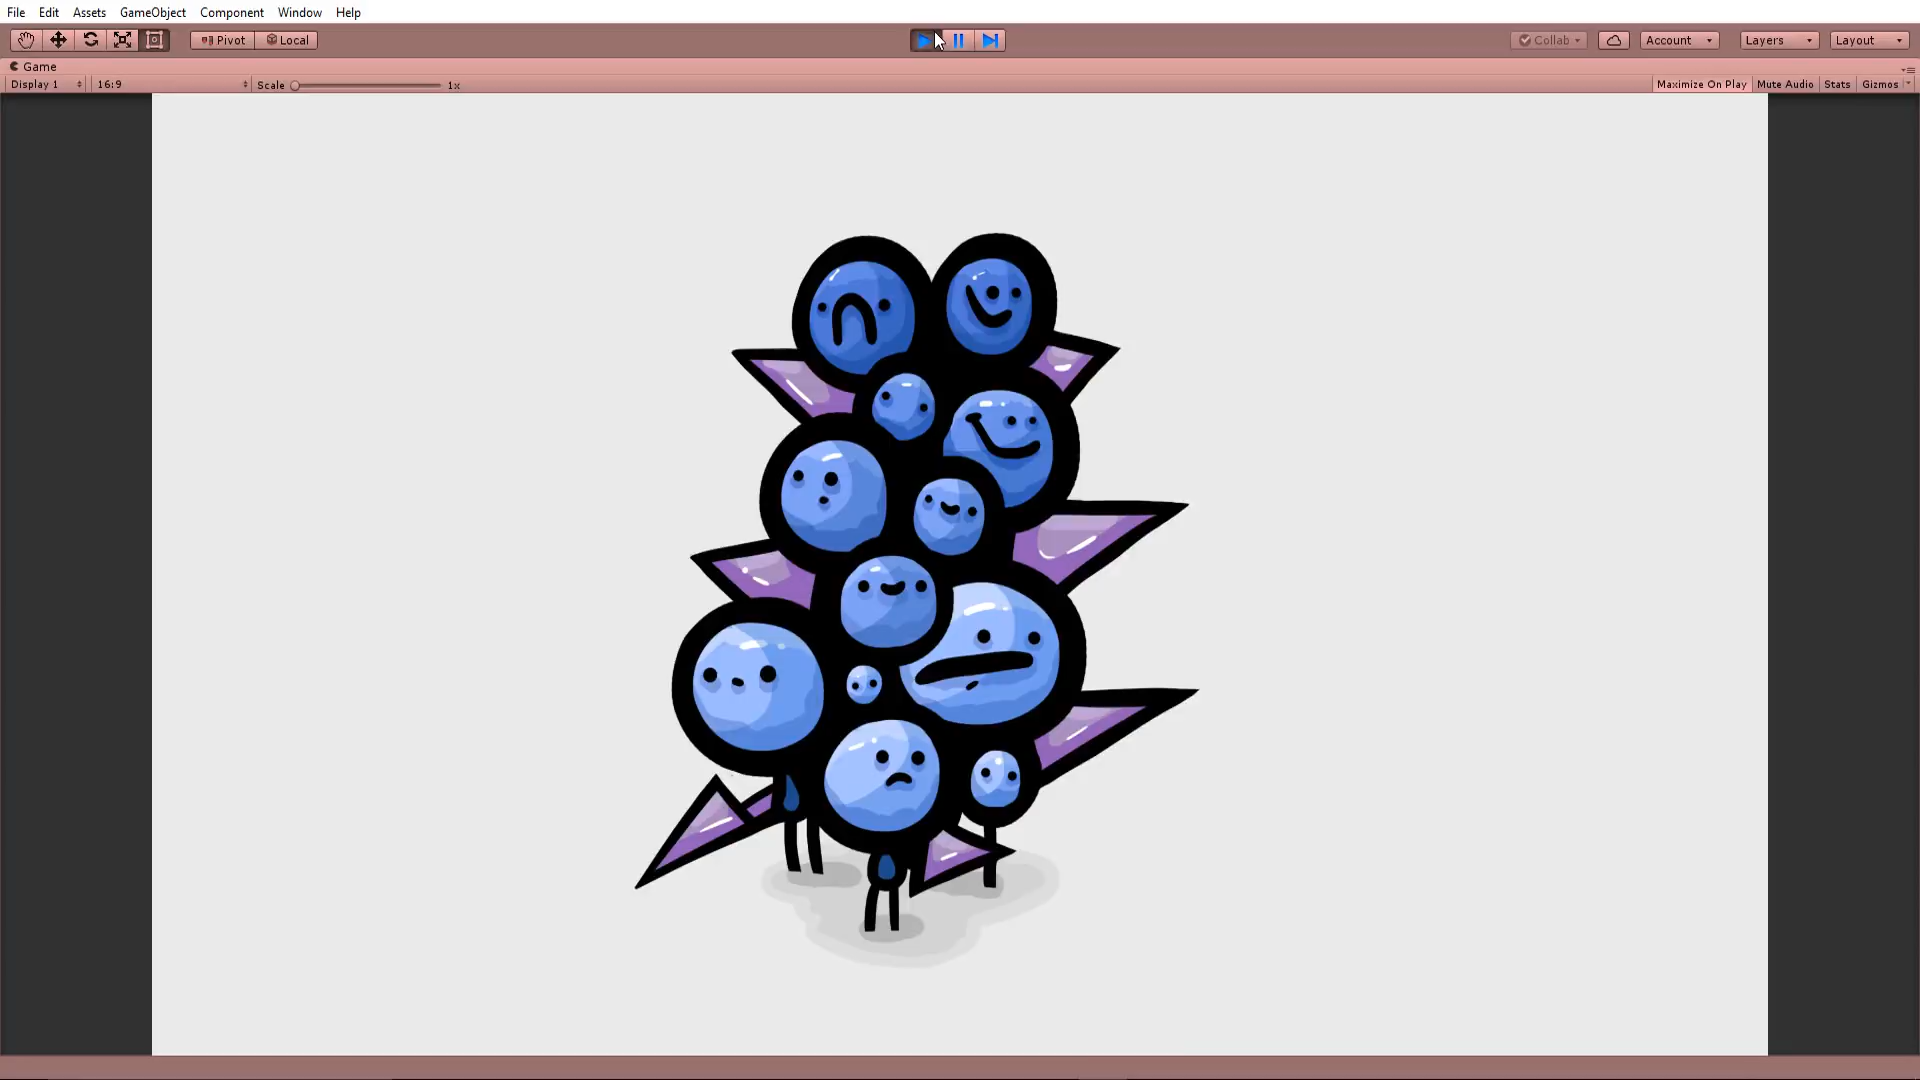 File Edit Assets GameObject Component Window Help
Pivot Local Collab Account Layers Layout
Game
Display 1 16:9 Scale 1x Maximize On Play Mute Audio Stats Gizmos